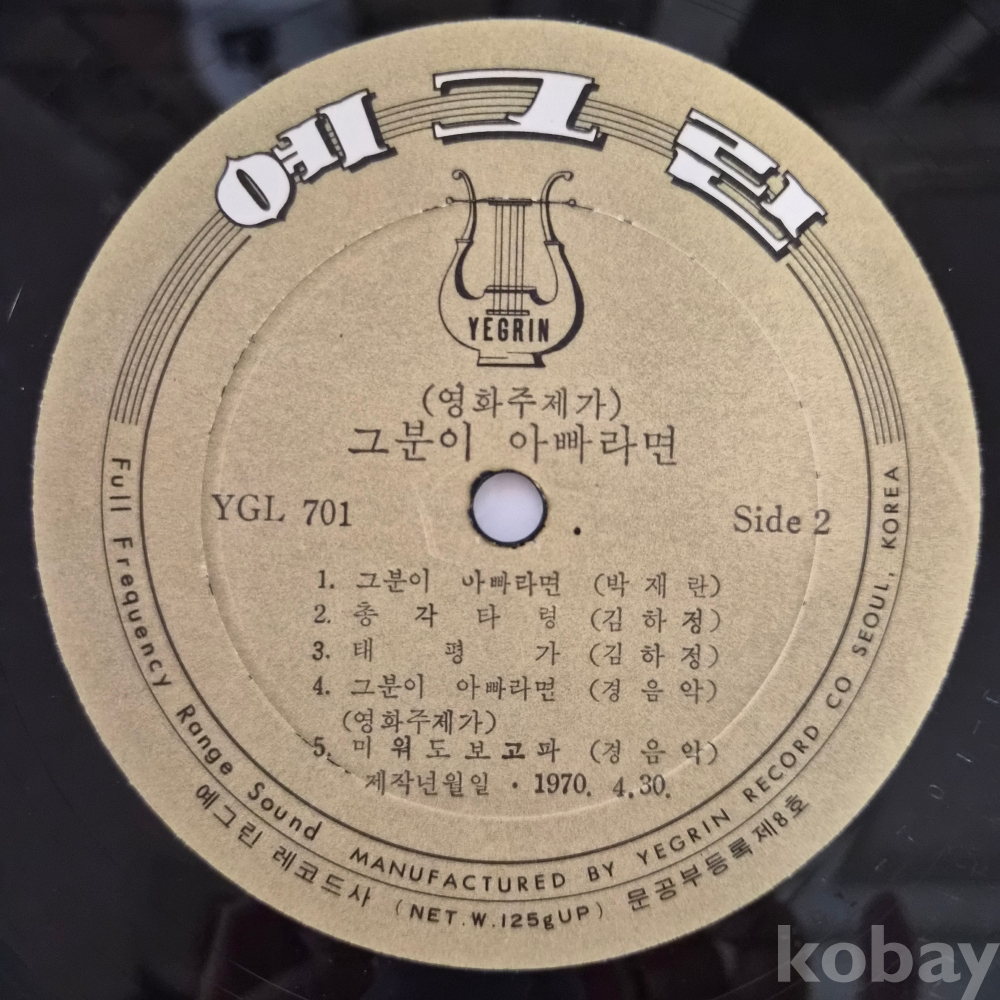 예그린
YEGRIN
(영화주제가)
그분이 아빠라면
YGL 701
Side 2
1. 그분이 아빠라면 (박재란)
2. 총각타령 (김하정)
3. 태평가 (김하정)
4. 그분이 아빠라면 (경음악)
(영화주제가)
5. 미워도보고파 (경음악)
제작년월일 · 1970. 4.30.
Full Frequency Range Sound MANUFACTURED BY YEGRIN RECORD CO SEOUL, KOREA
예그린 레코드사 (NET.W.125gUP) 문공부등록제8호
kobay